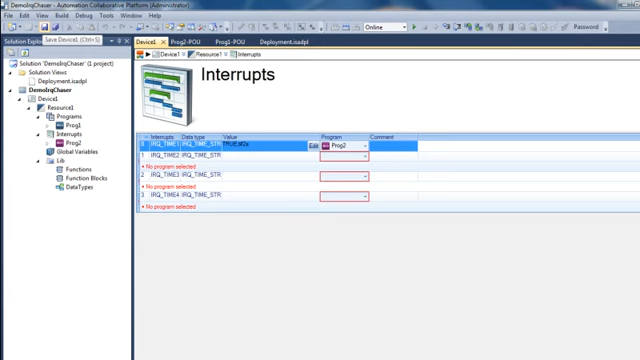 DemoIrqChaser - Automation Collaborative Platform (Administrator)
File Edit View Build Debug Tools Window Help
Online
Password
Solution Explo
Save Device1 (Ctrl+S)
Device1 Prog2-POU Prog1-POU Deployment.isadpl
Device1 Resource1 Interrupts
Solution "DemoIrqChaser" (1 project)
Solution Views
Deployment.isadpl
DemoIrqChaser
Device1
Resource1
Programs
Prog1
Interrupts
Prog2
Global Variables
Lib
Functions
Function Blocks
DataTypes
Interrupts
Interrupts Data type Value Program Comment
0 IRQ_TIME1 IRQ_TIME_STR Edit Prog2
1 IRQ_TIME2 IRQ_TIME_STR
No program selected
2 IRQ_TIME3 IRQ_TIME_STR
No program selected
3 IRQ_TIME4 IRQ_TIME_STR
No program selected